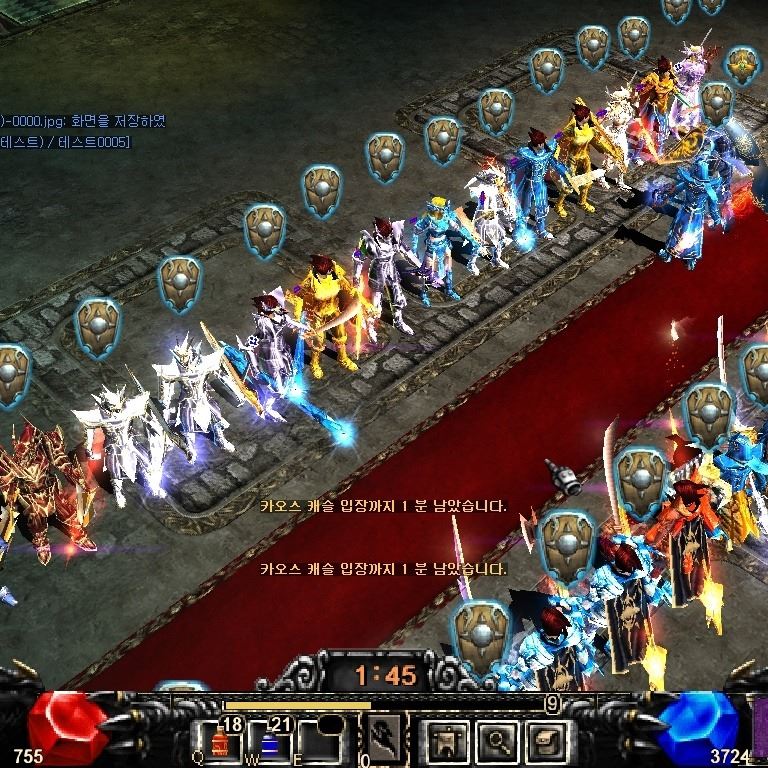 )-0000.jpg: 화면을 저장하였
테스트) / 테스트0005]
카오스 캐슬 입장까지 1 분 남았습니다.
카오스 캐슬 입장까지 1 분 남았습니다.
1:45
9
18
21
Q
W
E
0
755
3724